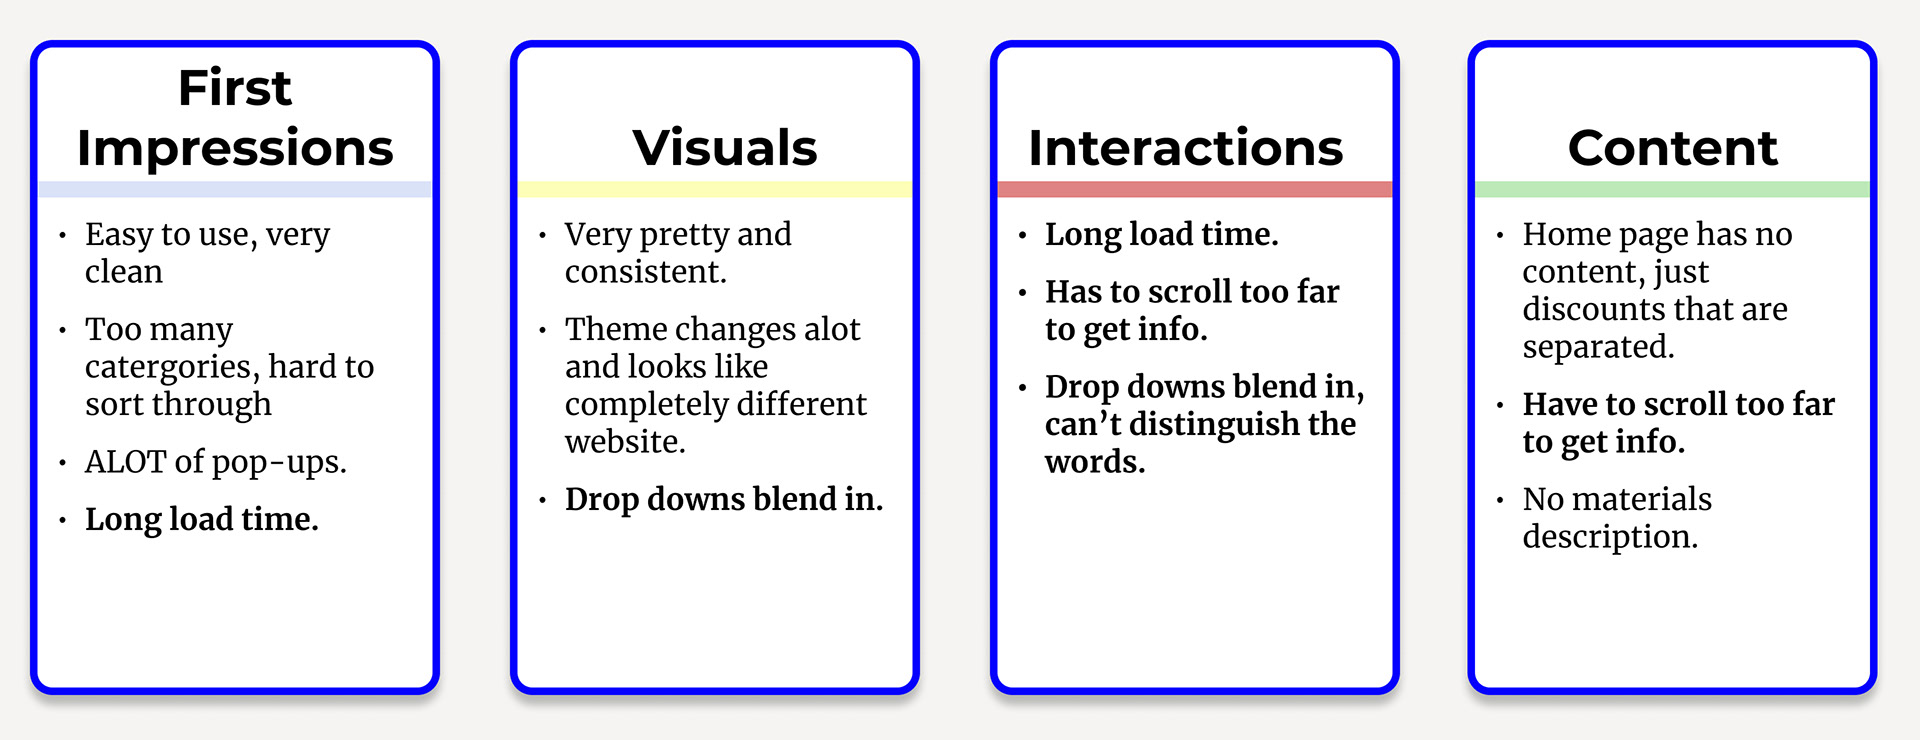 First
Impressions
• Easy to use, very
clean
• Too many
catergories, hard to
sort through
• ALOT of pop-ups.
• Long load time.
Visuals
• Very pretty and
consistent.
• Theme changes alot
and looks like
completely different
website.
• Drop downs blend in.
Interactions
• Long load time.
• Has to scroll too far
to get info.
• Drop downs blend in,
can’t distinguish the
words.
Content
• Home page has no
content, just
discounts that are
separated.
• Have to scroll too far
to get info.
• No materials
description.